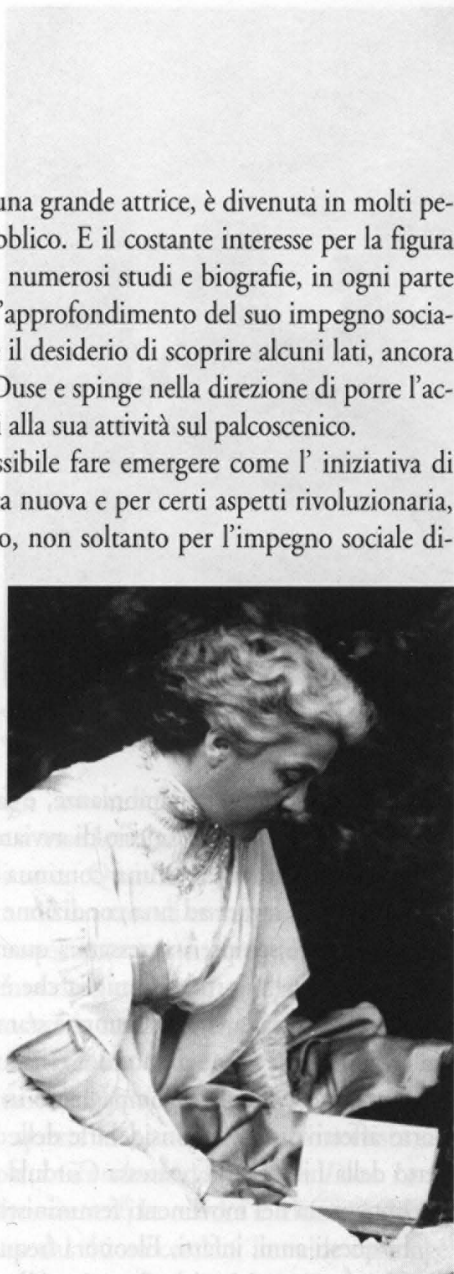 una grande attrice, è divenuta in molti pe-
bblico. E il costante interesse per la figura
numerosi studi e biografie, in ogni parte
l'approfondimento del suo impegno socia-
il desiderio di scoprire alcuni lati, ancora
Duse e spinge nella direzione di porre l'ac-
i alla sua attività sul palcoscenico.
ssibile fare emergere come l' iniziativa di
a nuova e per certi aspetti rivoluzionaria,
o, non soltanto per l'impegno sociale di-